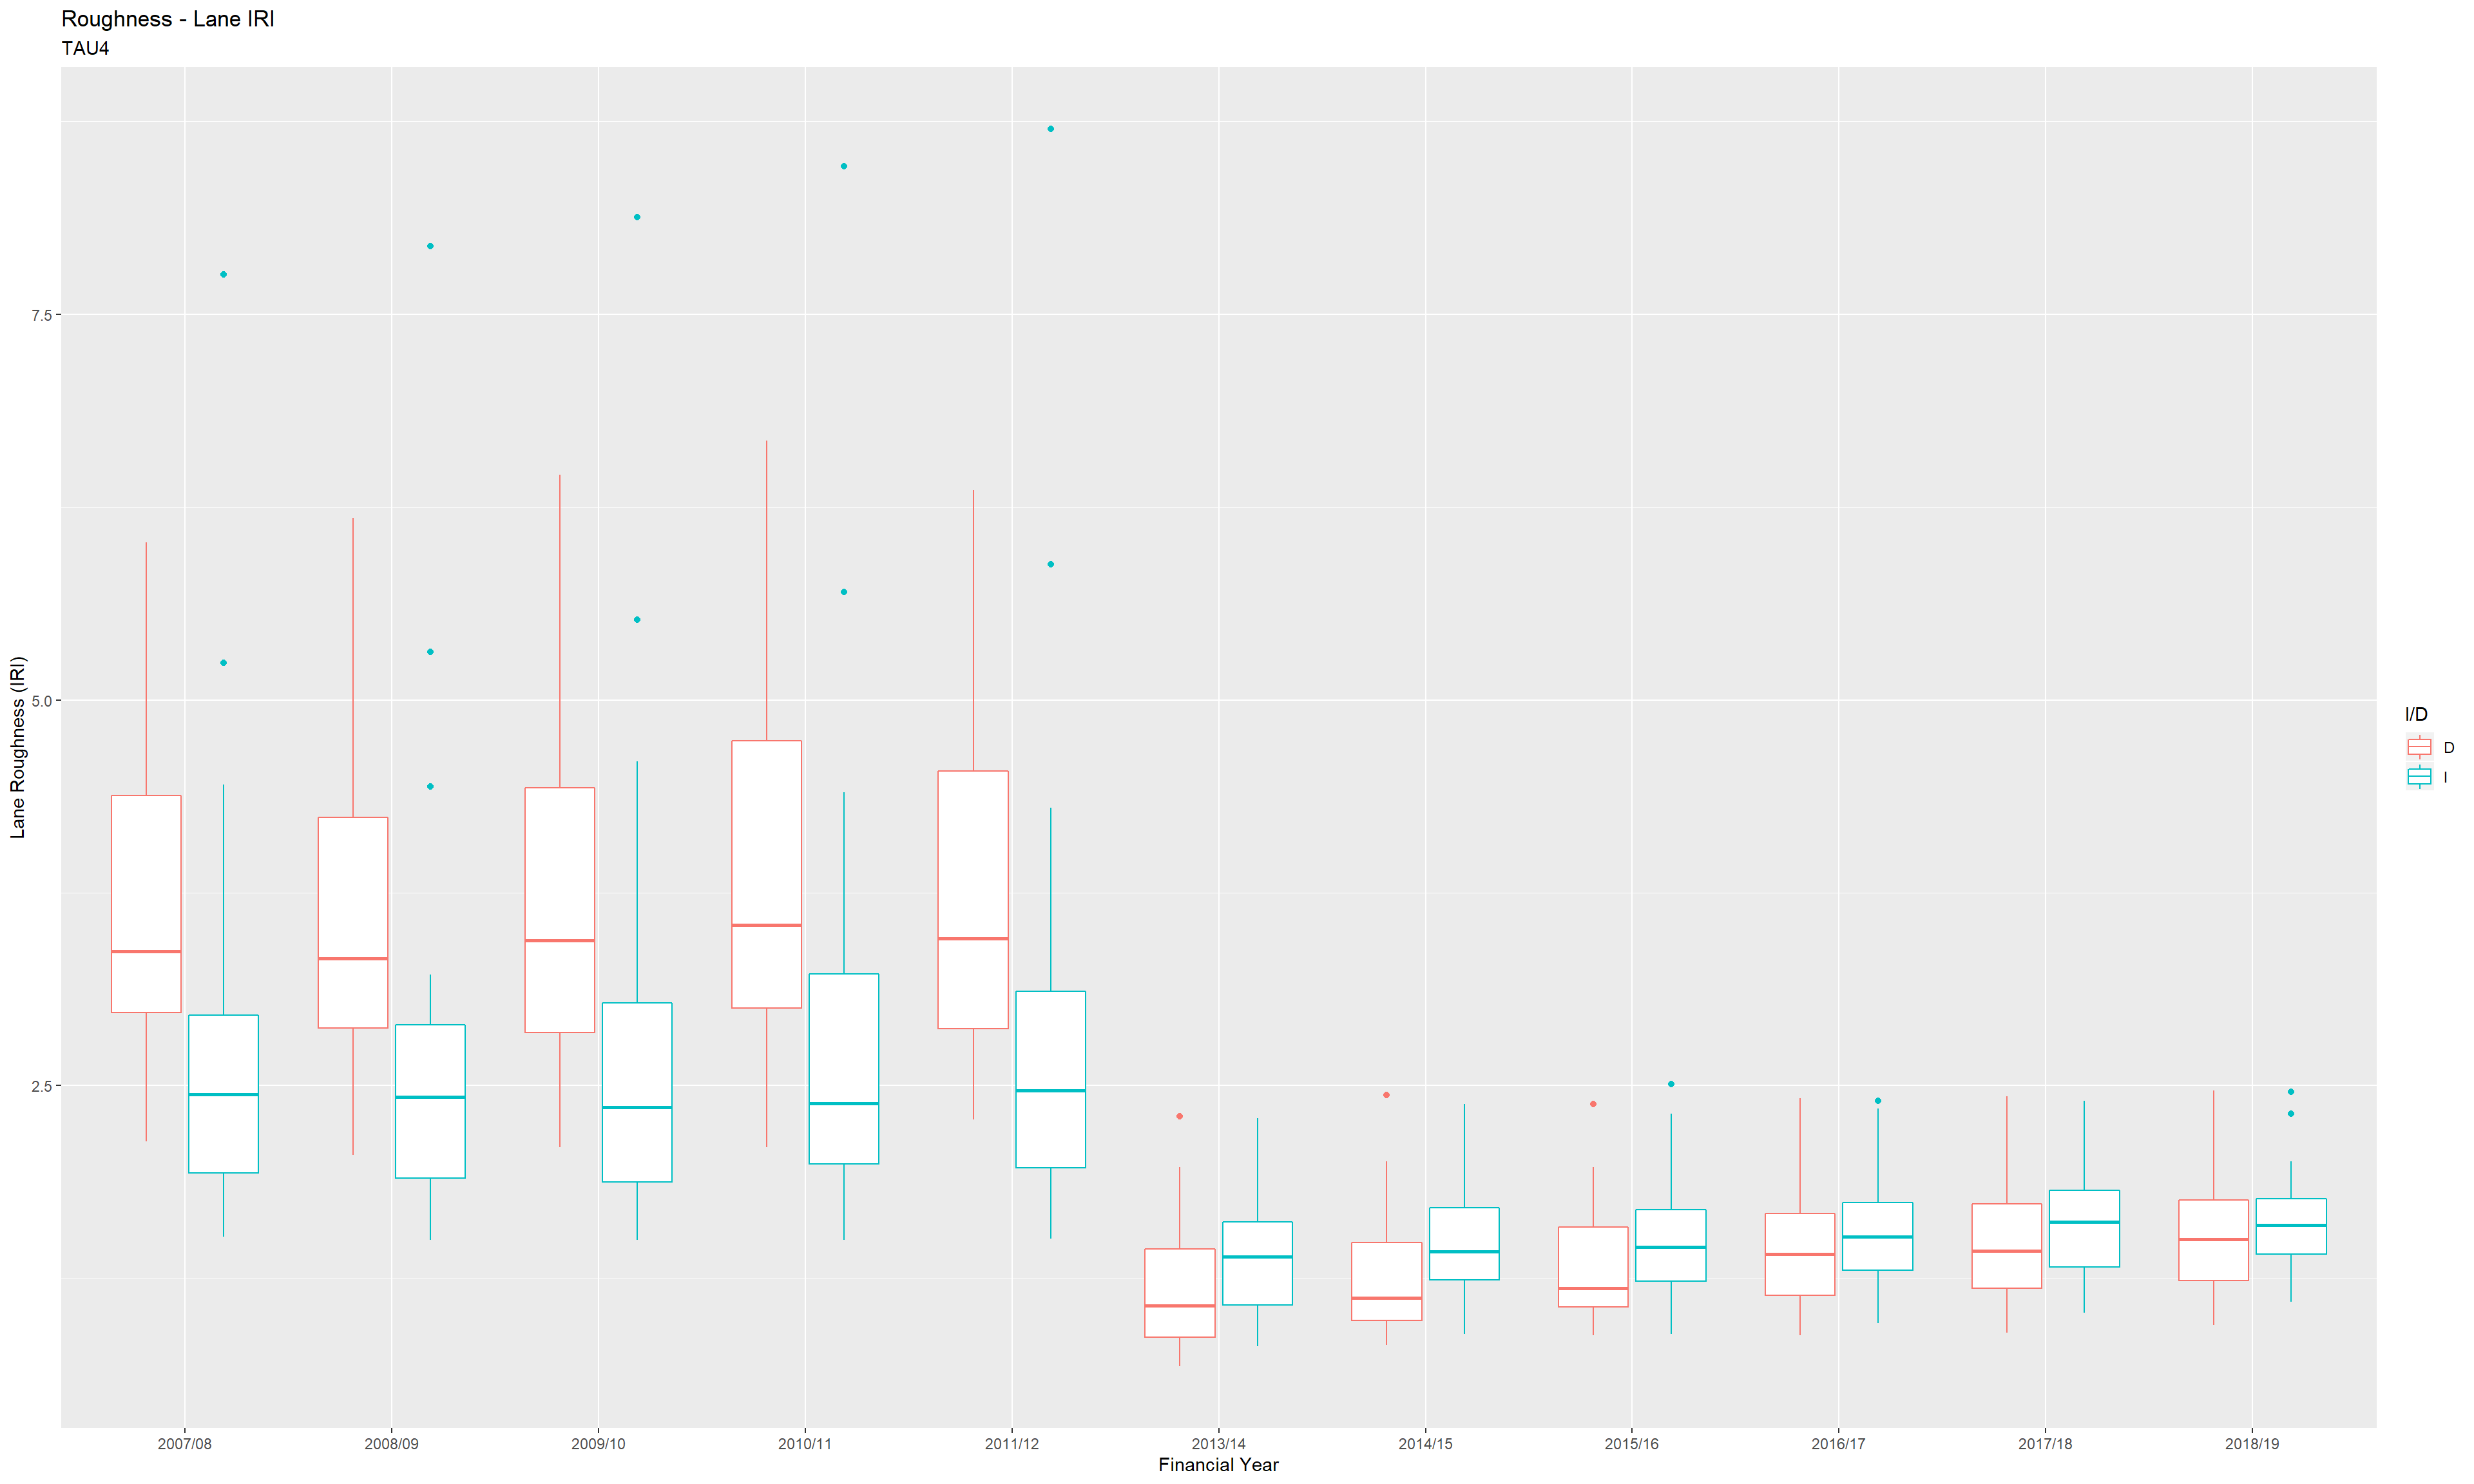 Roughness - Lane IRI
TAU4
Lane Roughness (IRI)
7.5
5.0
2.5
2007/08
2008/09
2009/10
2010/11
2011/12
2013/14
2014/15
2015/16
2016/17
2017/18
2018/19
Financial Year
I/D
D
I